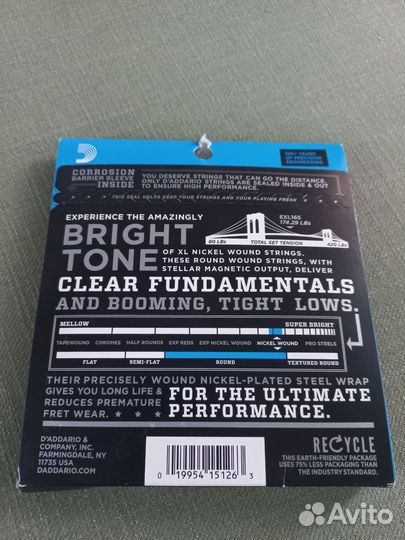 100+ YEARS
OF PRECISION
ENGINEERING
CORROSION
BARRIER SLEEVE
INSIDE
YOU DESERVE STRINGS THAT CAN GO THE DISTANCE.
ONLY D'ADDARIO STRINGS ARE SEALED INSIDE & OUT
TO ENSURE HIGH PERFORMANCE.
THIS SEAL HELPS KEEP YOUR STRINGS AND YOUR PLAYING FRESH
EXPERIENCE THE AMAZINGLY
BRIGHT
TONE
EXL165
174.29 LBs
80 LBs
TOTAL SET TENSION
420 LBs
OF XL NICKEL WOUND STRINGS.
THESE ROUND WOUND STRINGS, WITH
STELLAR MAGNETIC OUTPUT, DELIVER
CLEAR FUNDAMENTALS
AND BOOMING, TIGHT LOWS.
MELLOW SUPER BRIGHT
TAPEWOUND CHROMES HALF ROUNDS EXP REDS EXP NICKEL WOUND NICKEL WOUND PRO STEELS
FLAT SEMI-FLAT ROUND TEXTURED ROUND
THEIR PRECISELY WOUND NICKEL-PLATED STEEL WRAP
GIVES YOU LONG LIFE &
REDUCES PREMATURE
FRET WEAR.
FOR THE ULTIMATE
PERFORMANCE.
D'ADDARIO &
COMPANY, INC.
FARMINGDALE, NY
11735 USA
DADDARIO.COM
0 19954 15126 3
RECYCLE
THIS EARTH-FRIENDLY PACKAGE
USES 75% LESS PACKAGING THAN
THE INDUSTRY STANDARD.
Avito